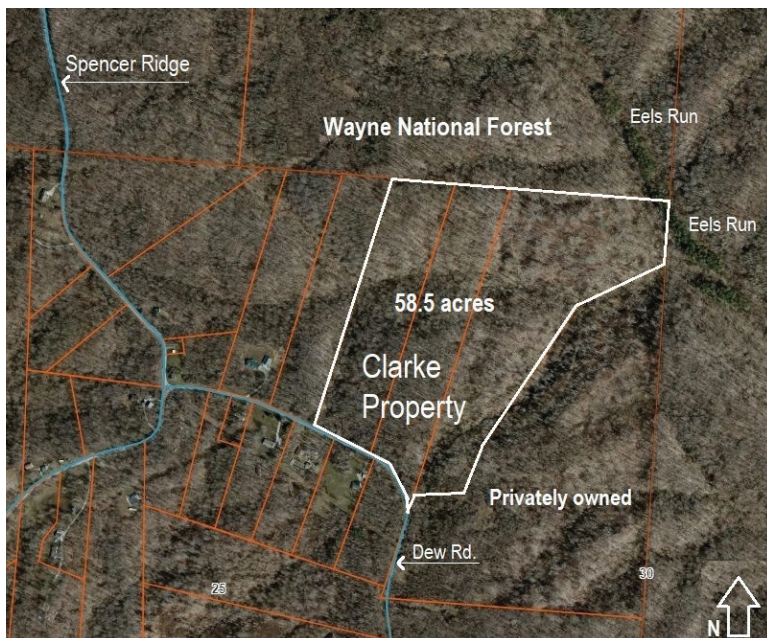 Spencer Ridge
Eels Run
Wayne National Forest
Eels Run
58.5 acres
Clarke
Property
Privately owned
Dew Rd.
30
25
N